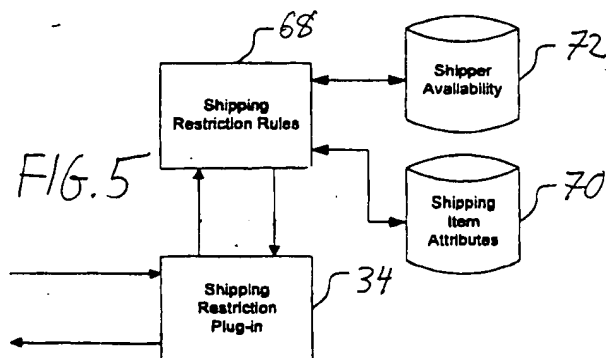 68
Shipping
Restriction Rules
Shipper
Availability
72
FIG. 5
Shipping
Item
Attributes
70
Shipping
Restriction
Plug-in
34